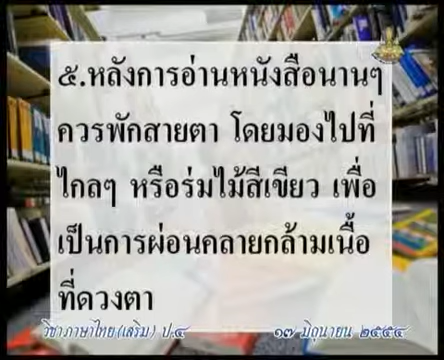 ๕.หลังการอ่านหนังสือนานๆ
ควรพักสายตา โดยมองไปที่
ไกลๆ หรือร่มไม้สีเขียว เพื่อ
เป็นการผ่อนคลายกล้ามเนื้อ
ที่ดวงตา
วิชาภาษาไทย(เสริม) ป.๔ ๑๗ มิถุนายน ๒๕๕๔